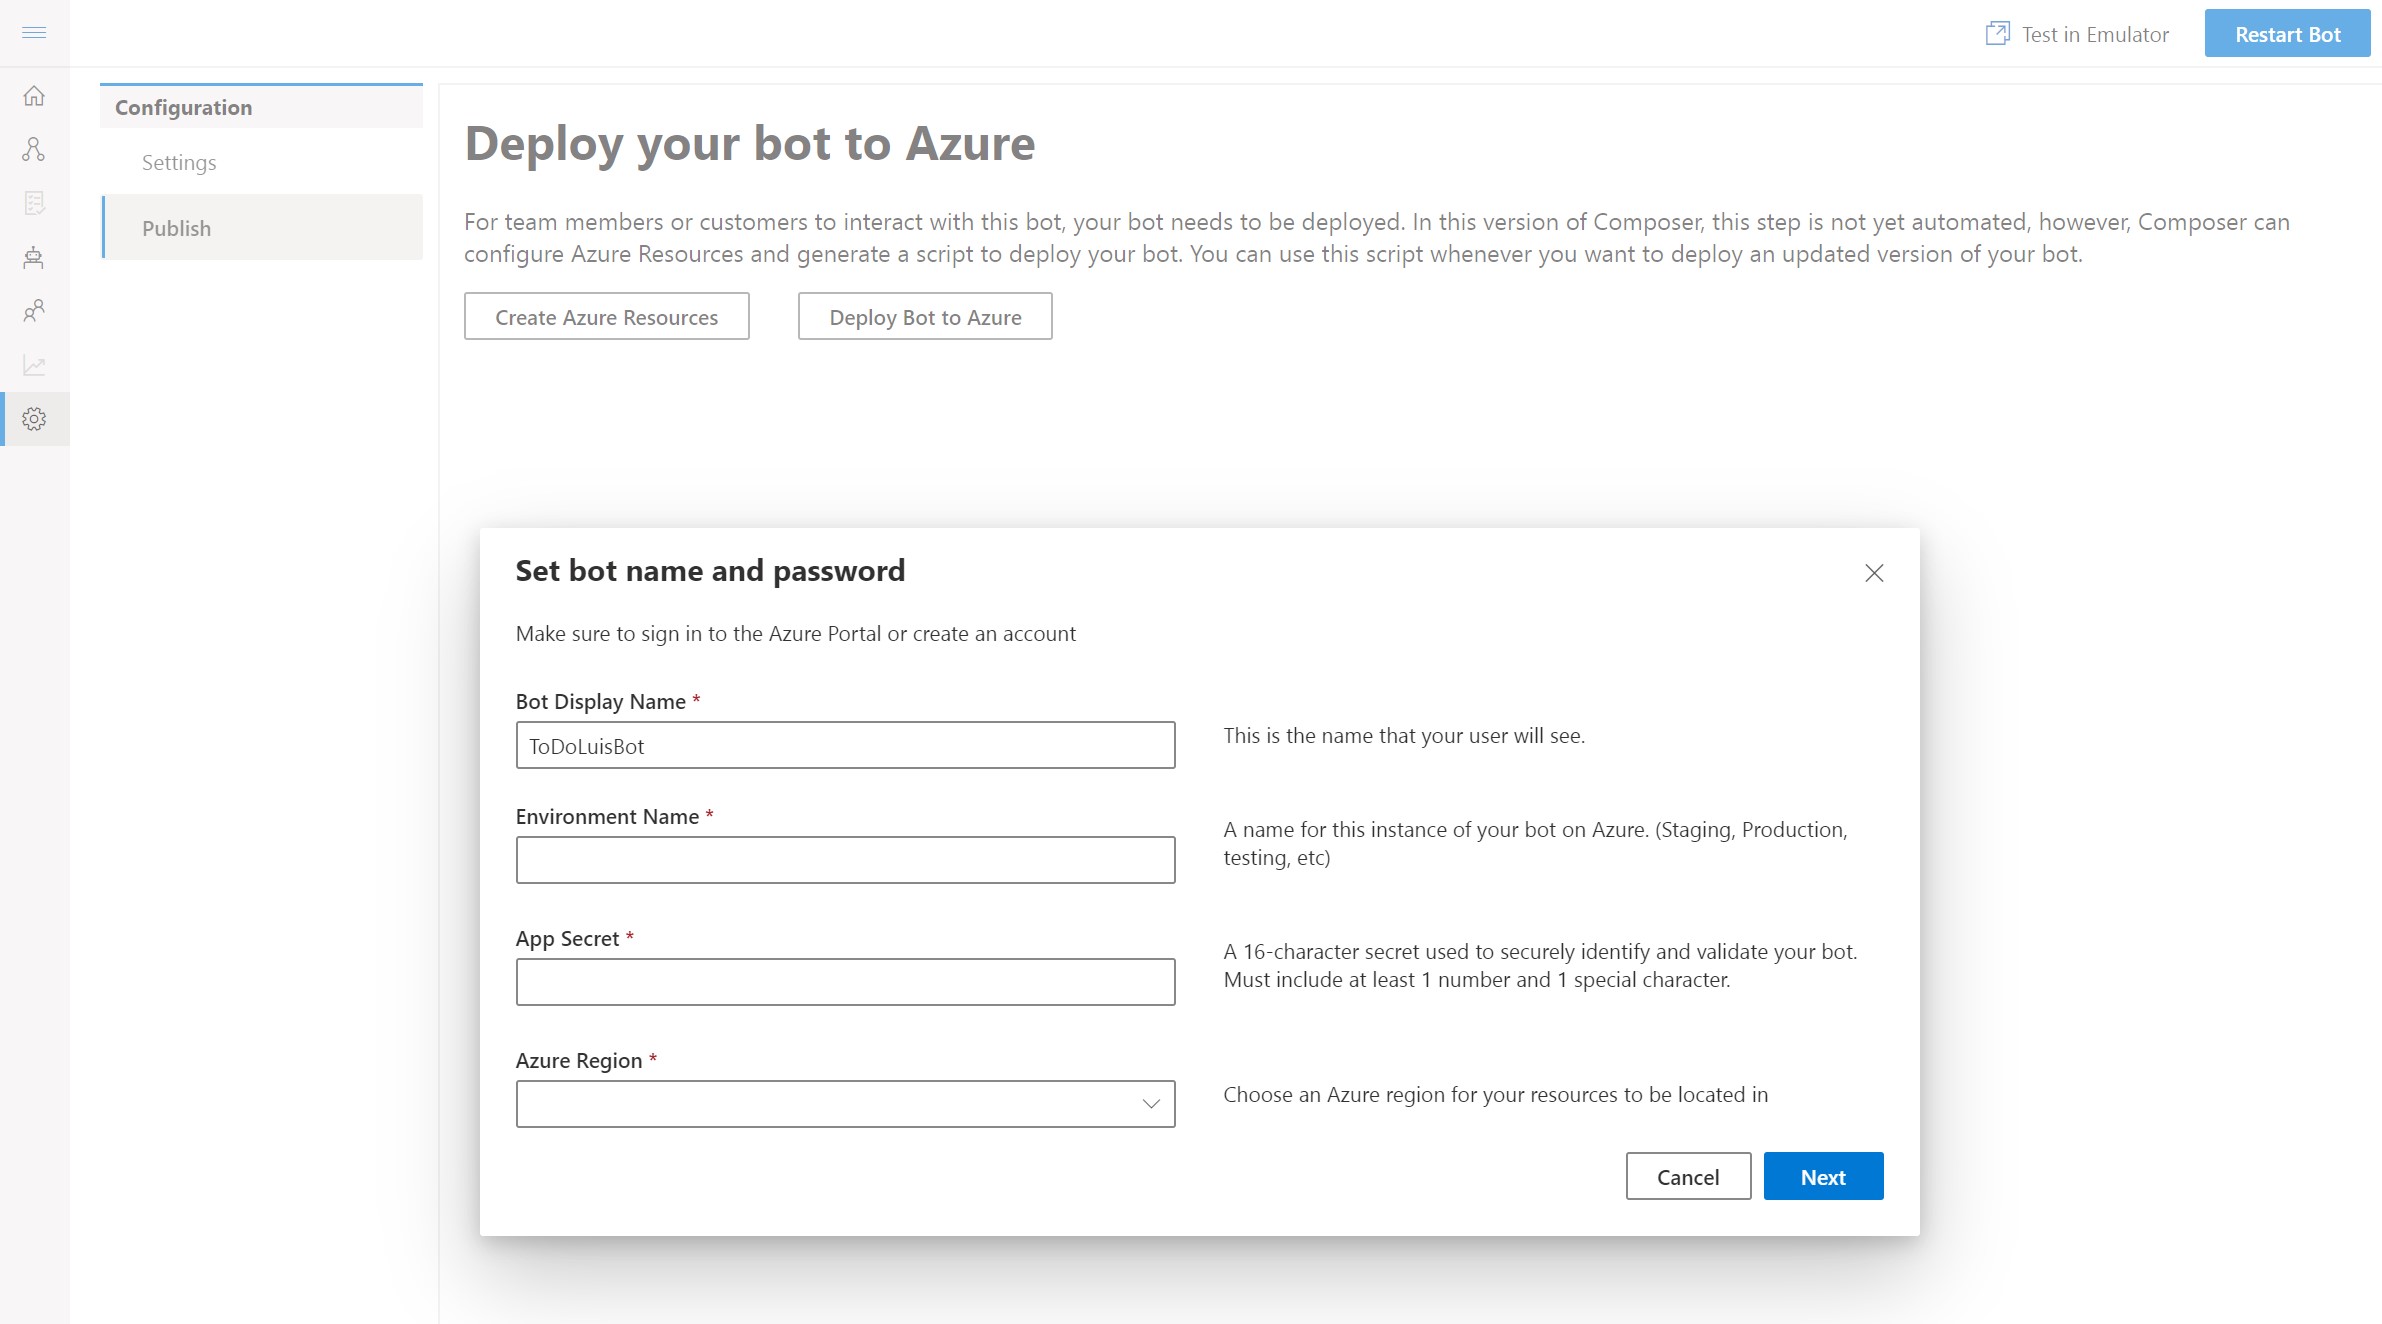 Test in Emulator
Restart Bot
Configuration
Settings
Publish
Deploy your bot to Azure
For team members or customers to interact with this bot, your bot needs to be deployed. In this version of Composer, this step is not yet automated, however, Composer can
configure Azure Resources and generate a script to deploy your bot. You can use this script whenever you want to deploy an updated version of your bot.
Create Azure Resources
Deploy Bot to Azure
Set bot name and password
Make sure to sign in to the Azure Portal or create an account
Bot Display Name *
ToDoLuisBot
This is the name that your user will see.
Environment Name *
A name for this instance of your bot on Azure. (Staging, Production,
testing, etc)
App Secret *
A 16-character secret used to securely identify and validate your bot.
Must include at least 1 number and 1 special character.
Azure Region *
Choose an Azure region for your resources to be located in
Cancel
Next